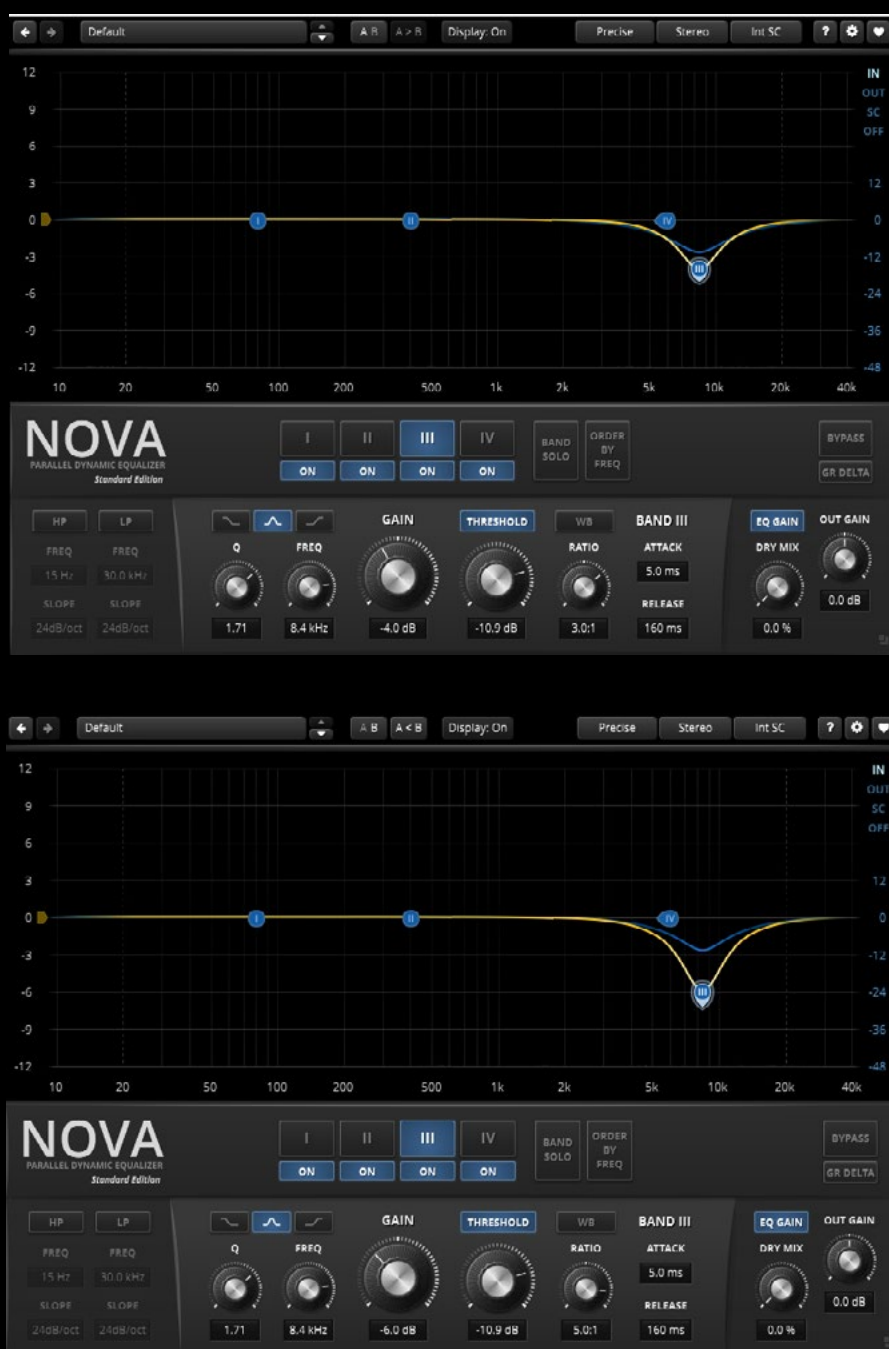 Default A B A > B Display: On Precise Stereo Int SC ?
12 IN
OUT
9 SC
OFF
6
3 12
0 I II IV 0
-3 -12
III
-6 -24
-9 -36
-12 -48
10 20 50 100 200 500 1k 2k 5k 10k 20k 40k
NOVA
PARALLEL DYNAMIC EQUALIZER
Standard Edition
I II III IV
ON ON ON ON
BAND SOLO
ORDER BY FREQ
BYPASS
GR DELTA
HP LP
FREQ FREQ
15 Hz 30.0 kHz
SLOPE SLOPE
24dB/oct 24dB/oct
GAIN THRESHOLD WB BAND III EQ GAIN OUT GAIN
Q FREQ RATIO ATTACK DRY MIX
5.0 ms
RELEASE 0.0 dB
1.71 8.4 kHz -4.0 dB -10.9 dB 3.0:1 160 ms 0.0 %
Default A B A < B Display: On Precise Stereo Int SC ?
12 IN
OUT
9 SC
OFF
6
3 12
0 I II IV 0
-3 -12
-6 III -24
-9 -36
-12 -48
10 20 50 100 200 500 1k 2k 5k 10k 20k 40k
NOVA
PARALLEL DYNAMIC EQUALIZER
Standard Edition
I II III IV
ON ON ON ON
BAND SOLO
ORDER BY FREQ
BYPASS
GR DELTA
HP LP
FREQ FREQ
15 Hz 30.0 kHz
SLOPE SLOPE
24dB/oct 24dB/oct
GAIN THRESHOLD WB BAND III EQ GAIN OUT GAIN
Q FREQ RATIO ATTACK DRY MIX
5.0 ms
RELEASE 0.0 dB
1.71 8.4 kHz -6.0 dB -10.9 dB 5.0:1 160 ms 0.0 %